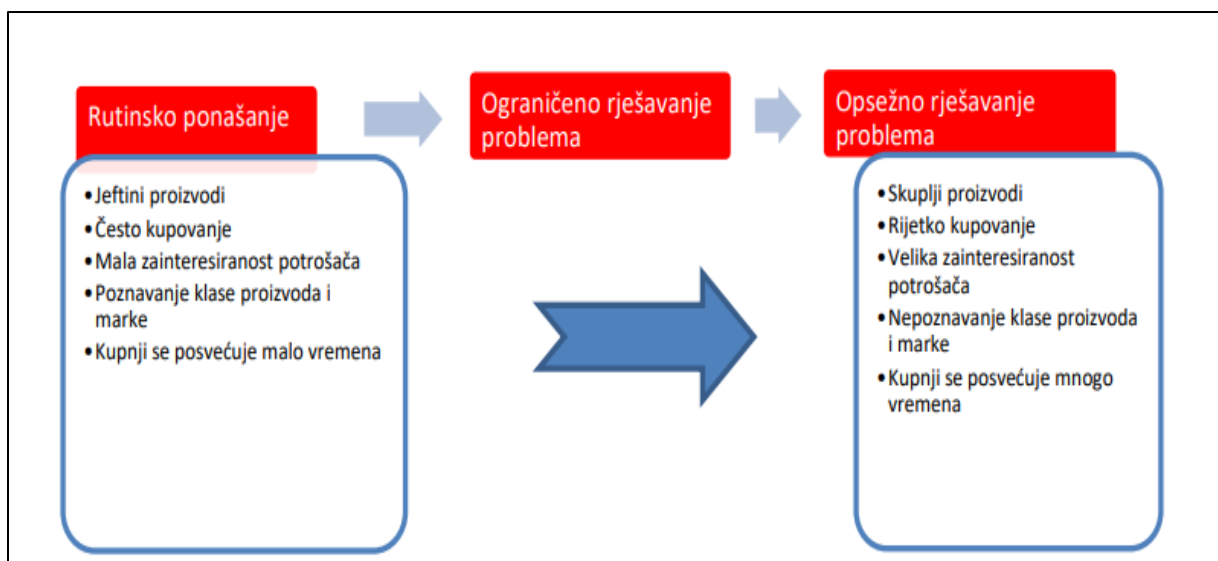 Rutinsko ponašanje
• Jeftini proizvodi
• Često kupovanje
• Mala zainteresiranost potrošača
• Poznavanje klase proizvoda i
marke
• Kupnji se posvećuje malo vremena
Ograničeno rješavanje
problema
Opsežno rješavanje
problema
• Skuplji proizvodi
• Rijetko kupovanje
• Velika zainteresiranost
potrošača
• Nepoznavanje klase proizvoda
i marke
• Kupnji se posvećuje mnogo
vremena